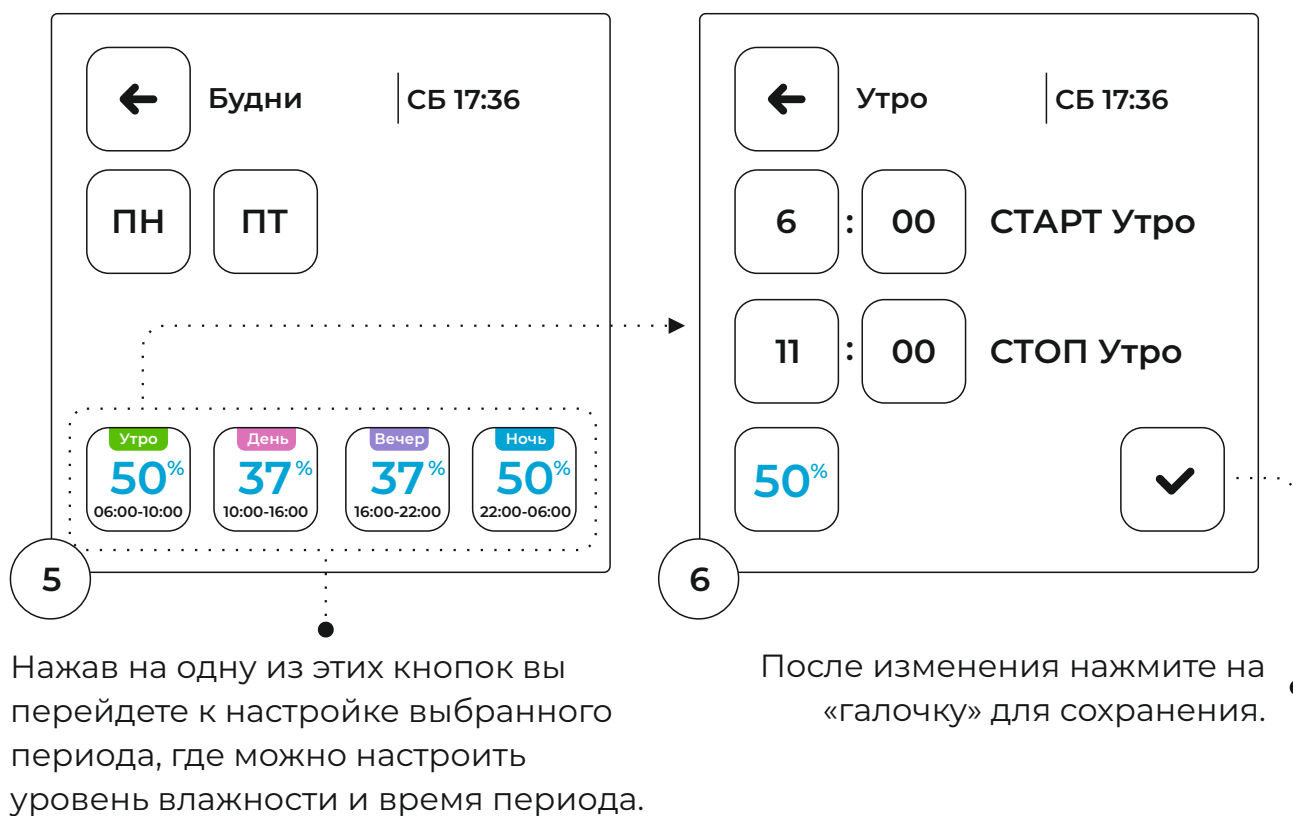 Будни
СБ 17:36
ПН
ПТ
Утро
50%
06:00-10:00
День
37%
10:00-16:00
Вечер
37%
16:00-22:00
Ночь
50%
22:00-06:00
5
Нажав на одну из этих кнопок вы
перейдете к настройке выбранного
периода, где можно настроить
уровень влажности и время периода.
Утро
СБ 17:36
6 : 00 СТАРТ Утро
11 : 00 СТОП Утро
50%
6
После изменения нажмите на
«галочку» для сохранения.